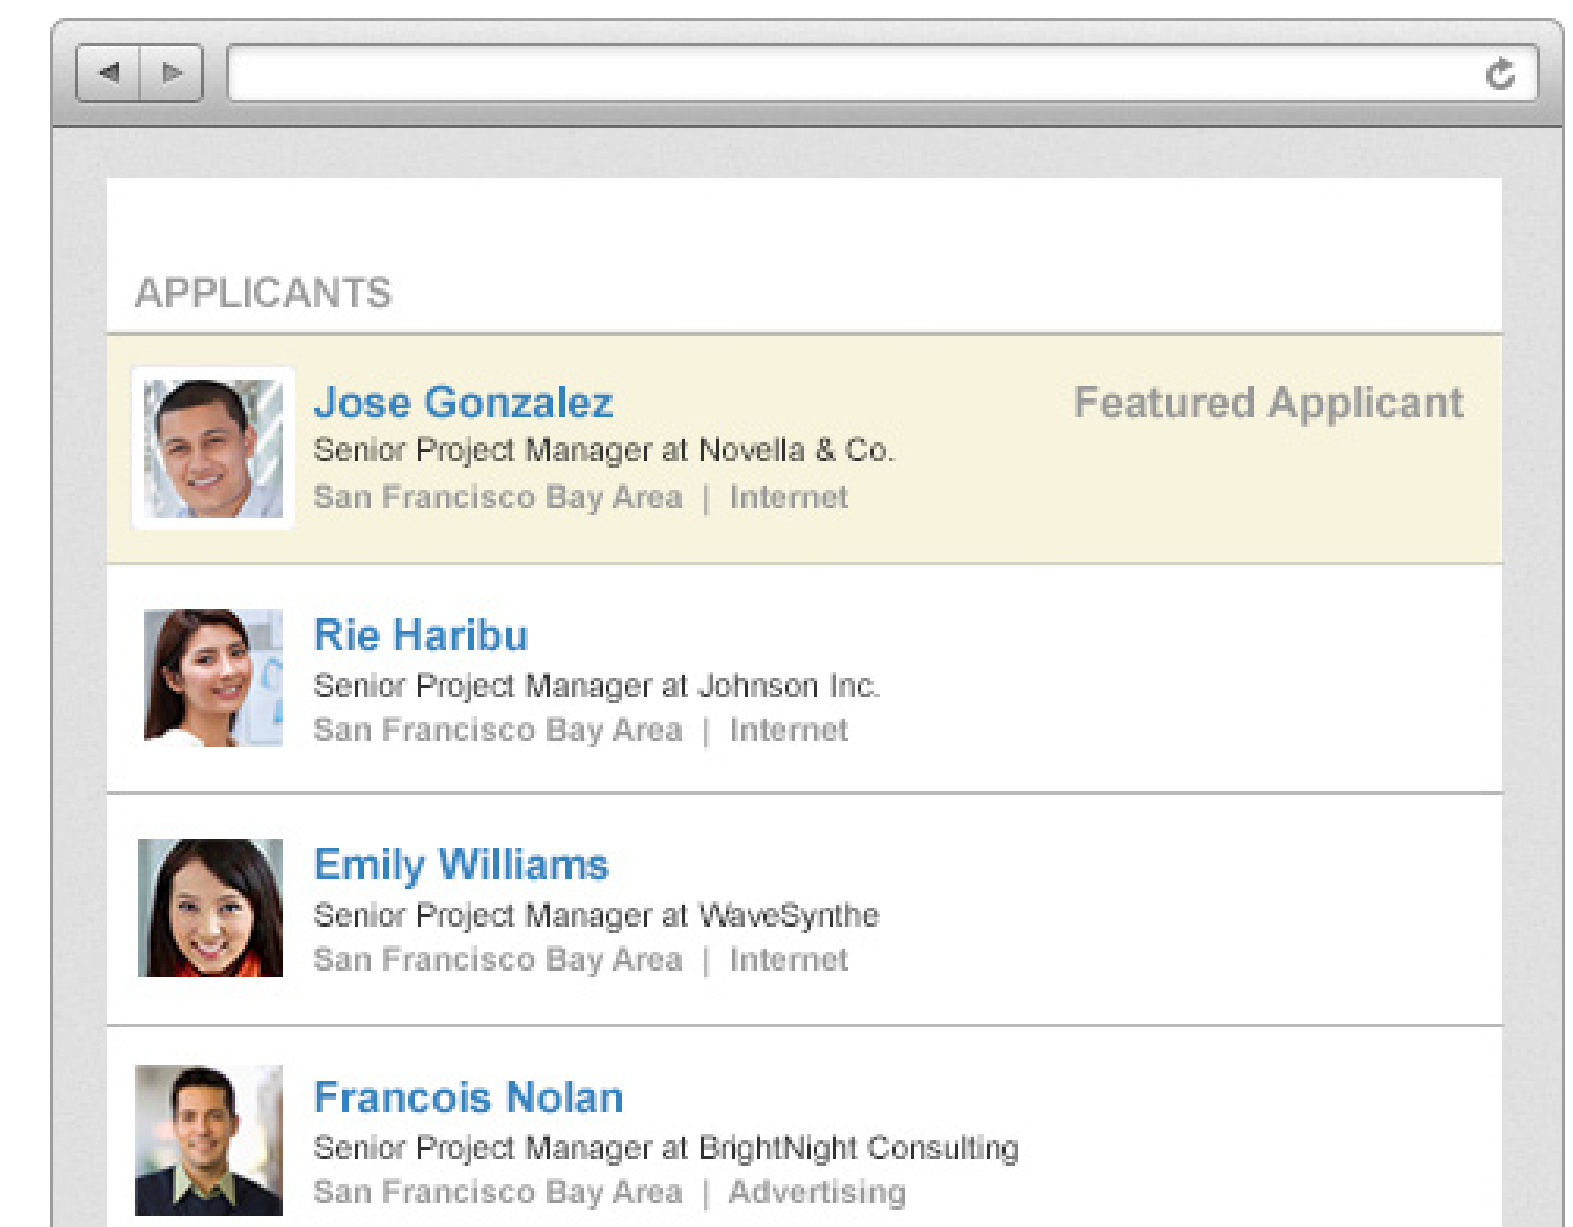 APPLICANTS
Jose Gonzalez
Featured Applicant
Senior Project Manager at Novella & Co.
San Francisco Bay Area | Internet
Rie Haribu
Senior Project Manager at Johnson Inc.
San Francisco Bay Area | Internet
Emily Williams
Senior Project Manager at WaveSynthe
San Francisco Bay Area | Internet
Francois Nolan
Senior Project Manager at BrightNight Consulting
San Francisco Bay Area | Advertising